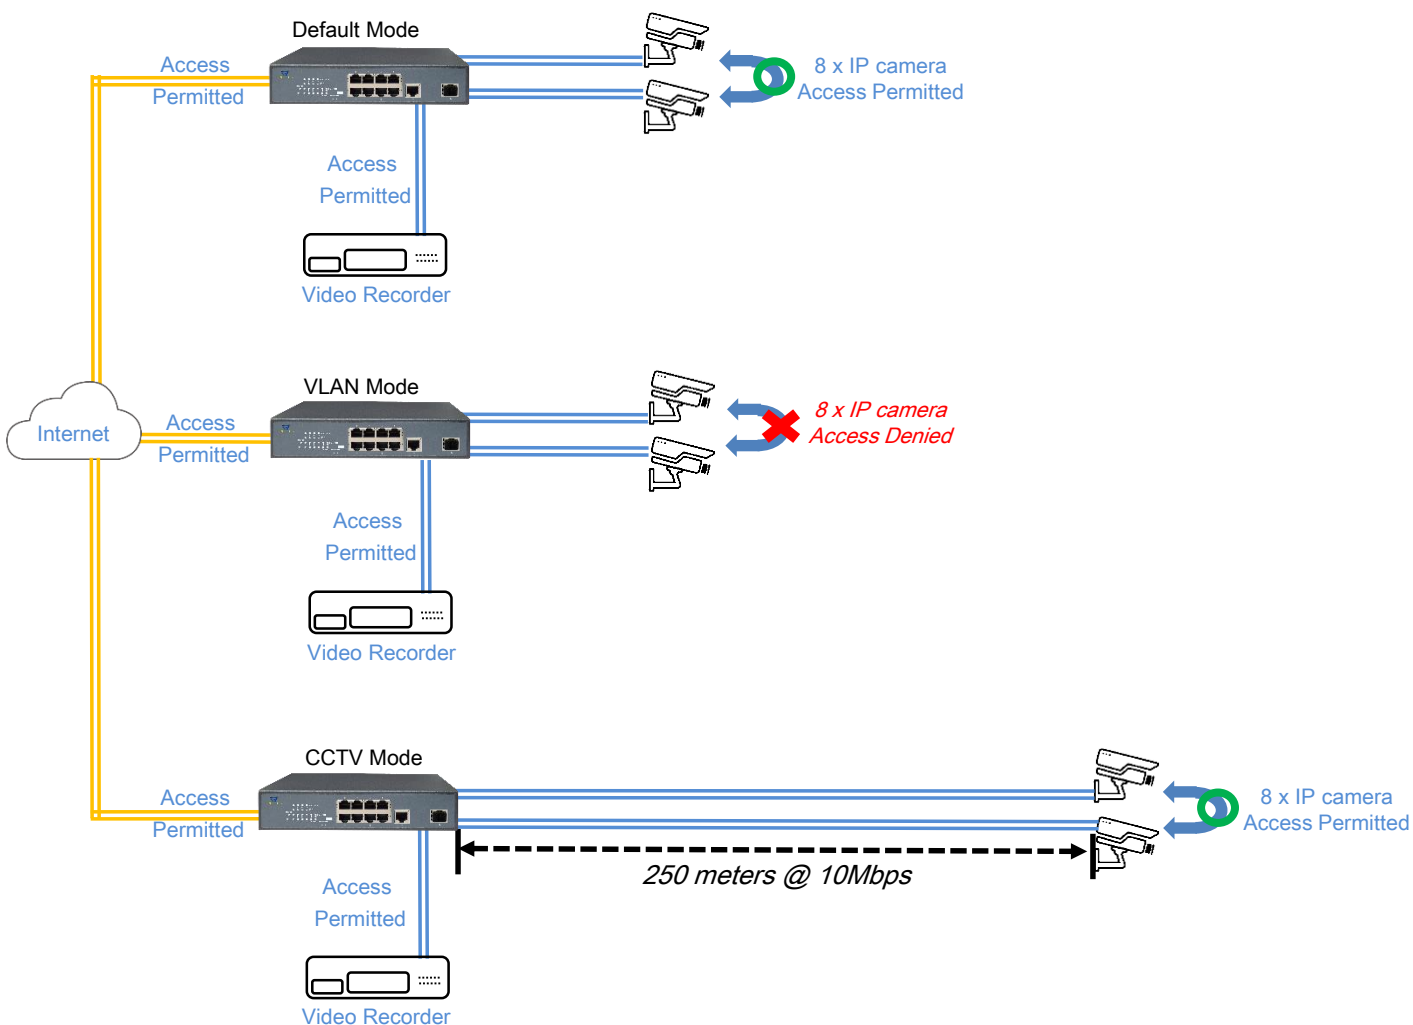 Default Mode
Access
Permitted
8 x IP camera
Access Permitted
Access
Permitted
Video Recorder
VLAN Mode
Internet
Access
Permitted
8 x IP camera
Access Denied
Access
Permitted
Video Recorder
CCTV Mode
Access
Permitted
8 x IP camera
Access Permitted
250 meters @ 10Mbps
Access
Permitted
Video Recorder